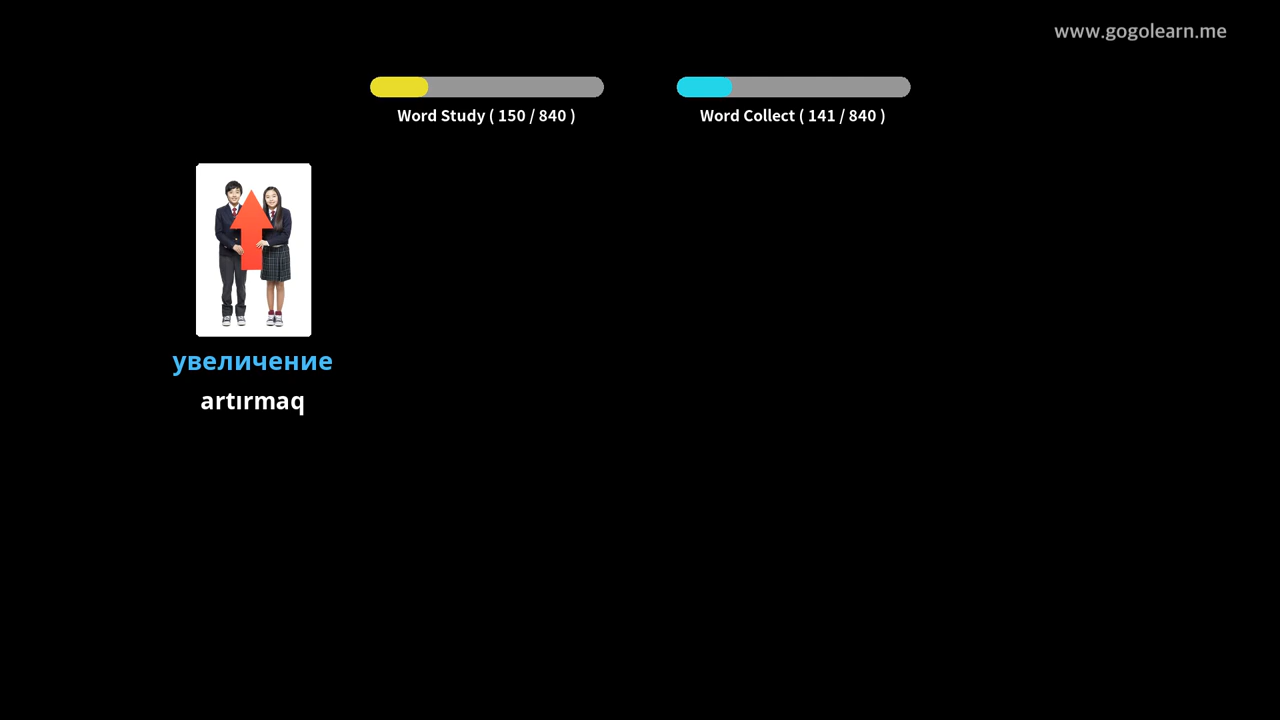 www.gogolearn.me
Word Study ( 150 / 840 )
Word Collect ( 141 / 840 )
увеличение
artırmaq